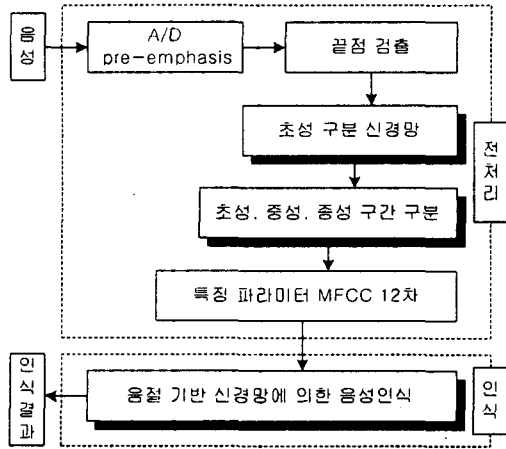 음성
A/D
pre-emphasis
끝점 검출
초성 구분 신경망
전처리
초성, 중성, 종성 구간 구분
특징 파라미터 MFCC 12차
인식결과
음절 기반 신경망에 의한 음성인식
인식